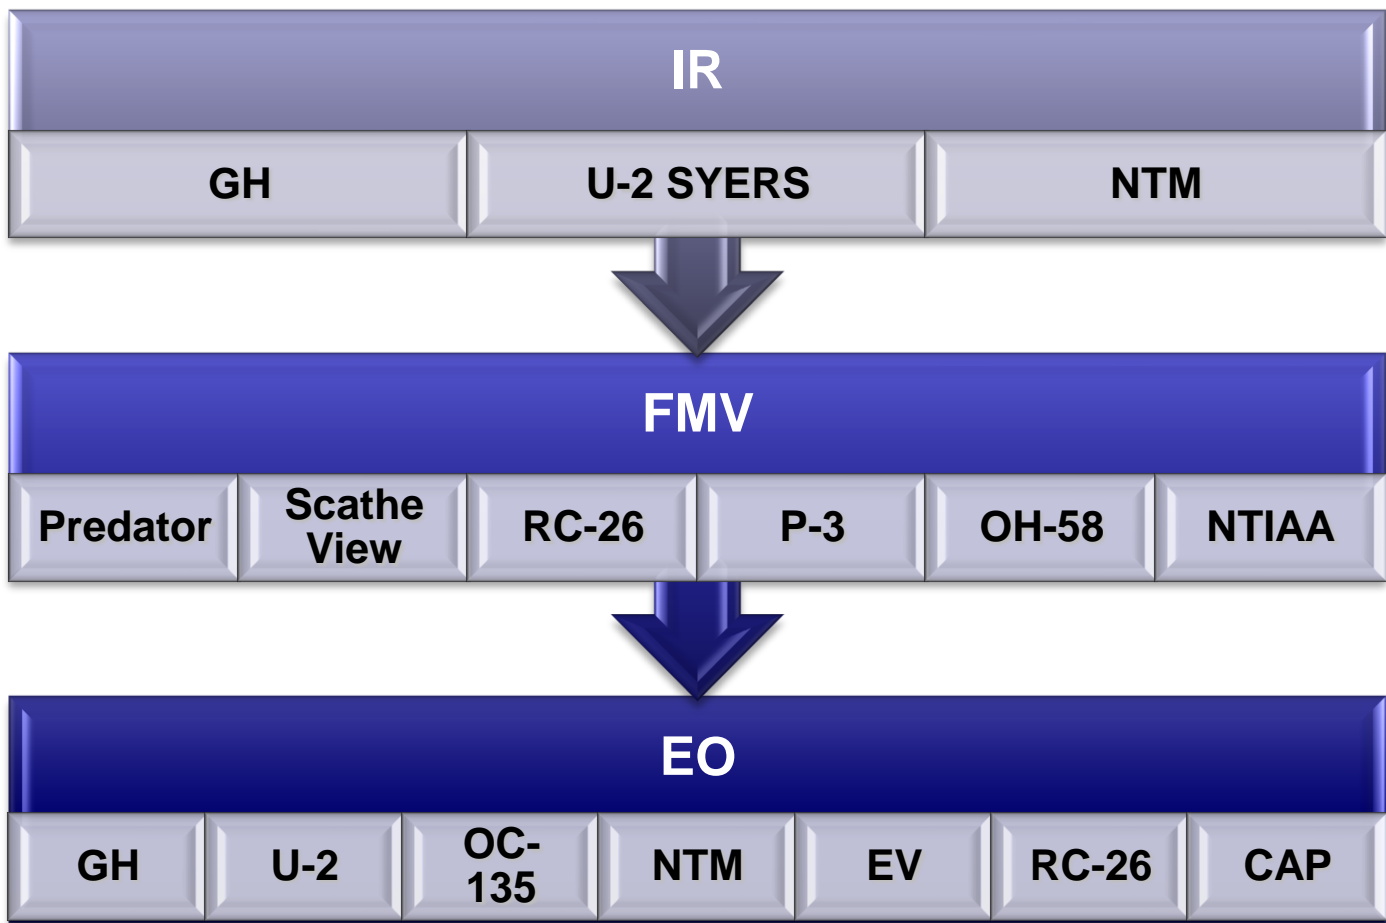 IR
GH
U-2 SYERS
NTM
FMV
Predator
Scathe
View
RC-26
P-3
OH-58
NTIAA
EO
GH
U-2
OC-
135
NTM
EV
RC-26
CAP